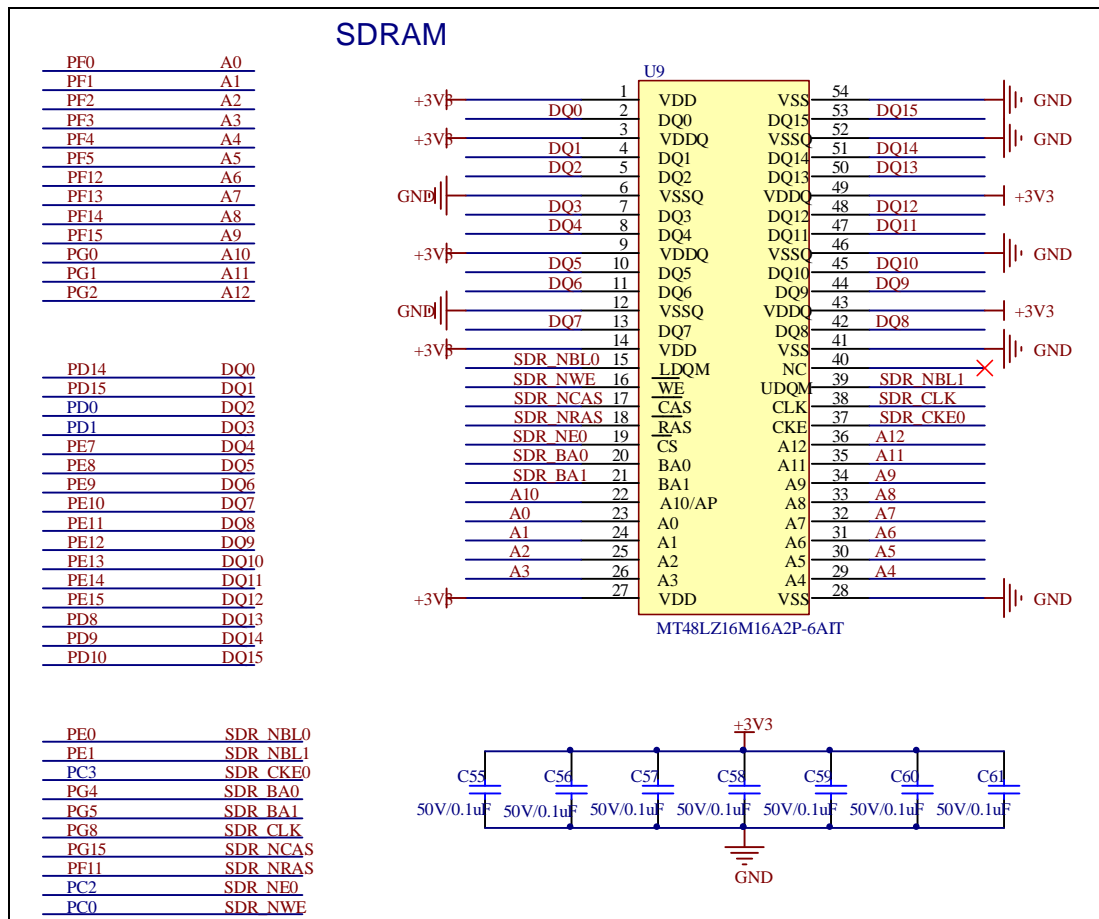 SDRAM
PF0 A0
PF1 A1
PF2 A2
PF3 A3
PF4 A4
PF5 A5
PF12 A6
PF13 A7
PF14 A8
PF15 A9
PG0 A10
PG1 A11
PG2 A12
PD14 DQ0
PD15 DQ1
PD0 DQ2
PD1 DQ3
PE7 DQ4
PE8 DQ5
PE9 DQ6
PE10 DQ7
PE11 DQ8
PE12 DQ9
PE13 DQ10
PE14 DQ11
PE15 DQ12
PD8 DQ13
PD9 DQ14
PD10 DQ15
PE0 SDR_NBL0
PE1 SDR_NBL1
PC3 SDR_CKE0
PG4 SDR_BA0
PG5 SDR_BA1
PG8 SDR_CLK
PG15 SDR_NCAS
PF11 SDR_NRAS
PC2 SDR_NE0
PC0 SDR_NWE
U9
+3V3 1 VDD VSS 54 GND
DQ0 2 DQ0 DQ15 53 DQ15
+3V3 3 VDDQ VSSQ 52 GND
DQ1 4 DQ1 DQ14 51 DQ14
DQ2 5 DQ2 DQ13 50 DQ13
GND 6 VSSQ VDDQ 49 +3V3
DQ3 7 DQ3 DQ12 48 DQ12
DQ4 8 DQ4 DQ11 47 DQ11
+3V3 9 VDDQ VSSQ 46 GND
DQ5 10 DQ5 DQ10 45 DQ10
DQ6 11 DQ6 DQ9 44 DQ9
GND 12 VSSQ VDDQ 43 +3V3
DQ7 13 DQ7 DQ8 42 DQ8
+3V3 14 VDD VSS 41 GND
SDR_NBL0 15 LDQM NC 40
SDR_NWE 16 WE UDQM 39 SDR_NBL1
SDR_NCAS 17 CAS CLK 38 SDR_CLK
SDR_NRAS 18 RAS CKE 37 SDR_CKE0
SDR_NE0 19 CS A12 36 A12
SDR_BA0 20 BA0 A11 35 A11
SDR_BA1 21 BA1 A9 34 A9
A10 22 A10/AP A8 33 A8
A0 23 A0 A7 32 A7
A1 24 A1 A6 31 A6
A2 25 A2 A5 30 A5
A3 26 A3 A4 29 A4
+3V3 27 VDD VSS 28 GND
MT48LZ16M16A2P-6AIT
+3V3
C55 C56 C57 C58 C59 C60 C61
50V/0.1uF 50V/0.1uF 50V/0.1uF 50V/0.1uF 50V/0.1uF 50V/0.1uF 50V/0.1uF
GND